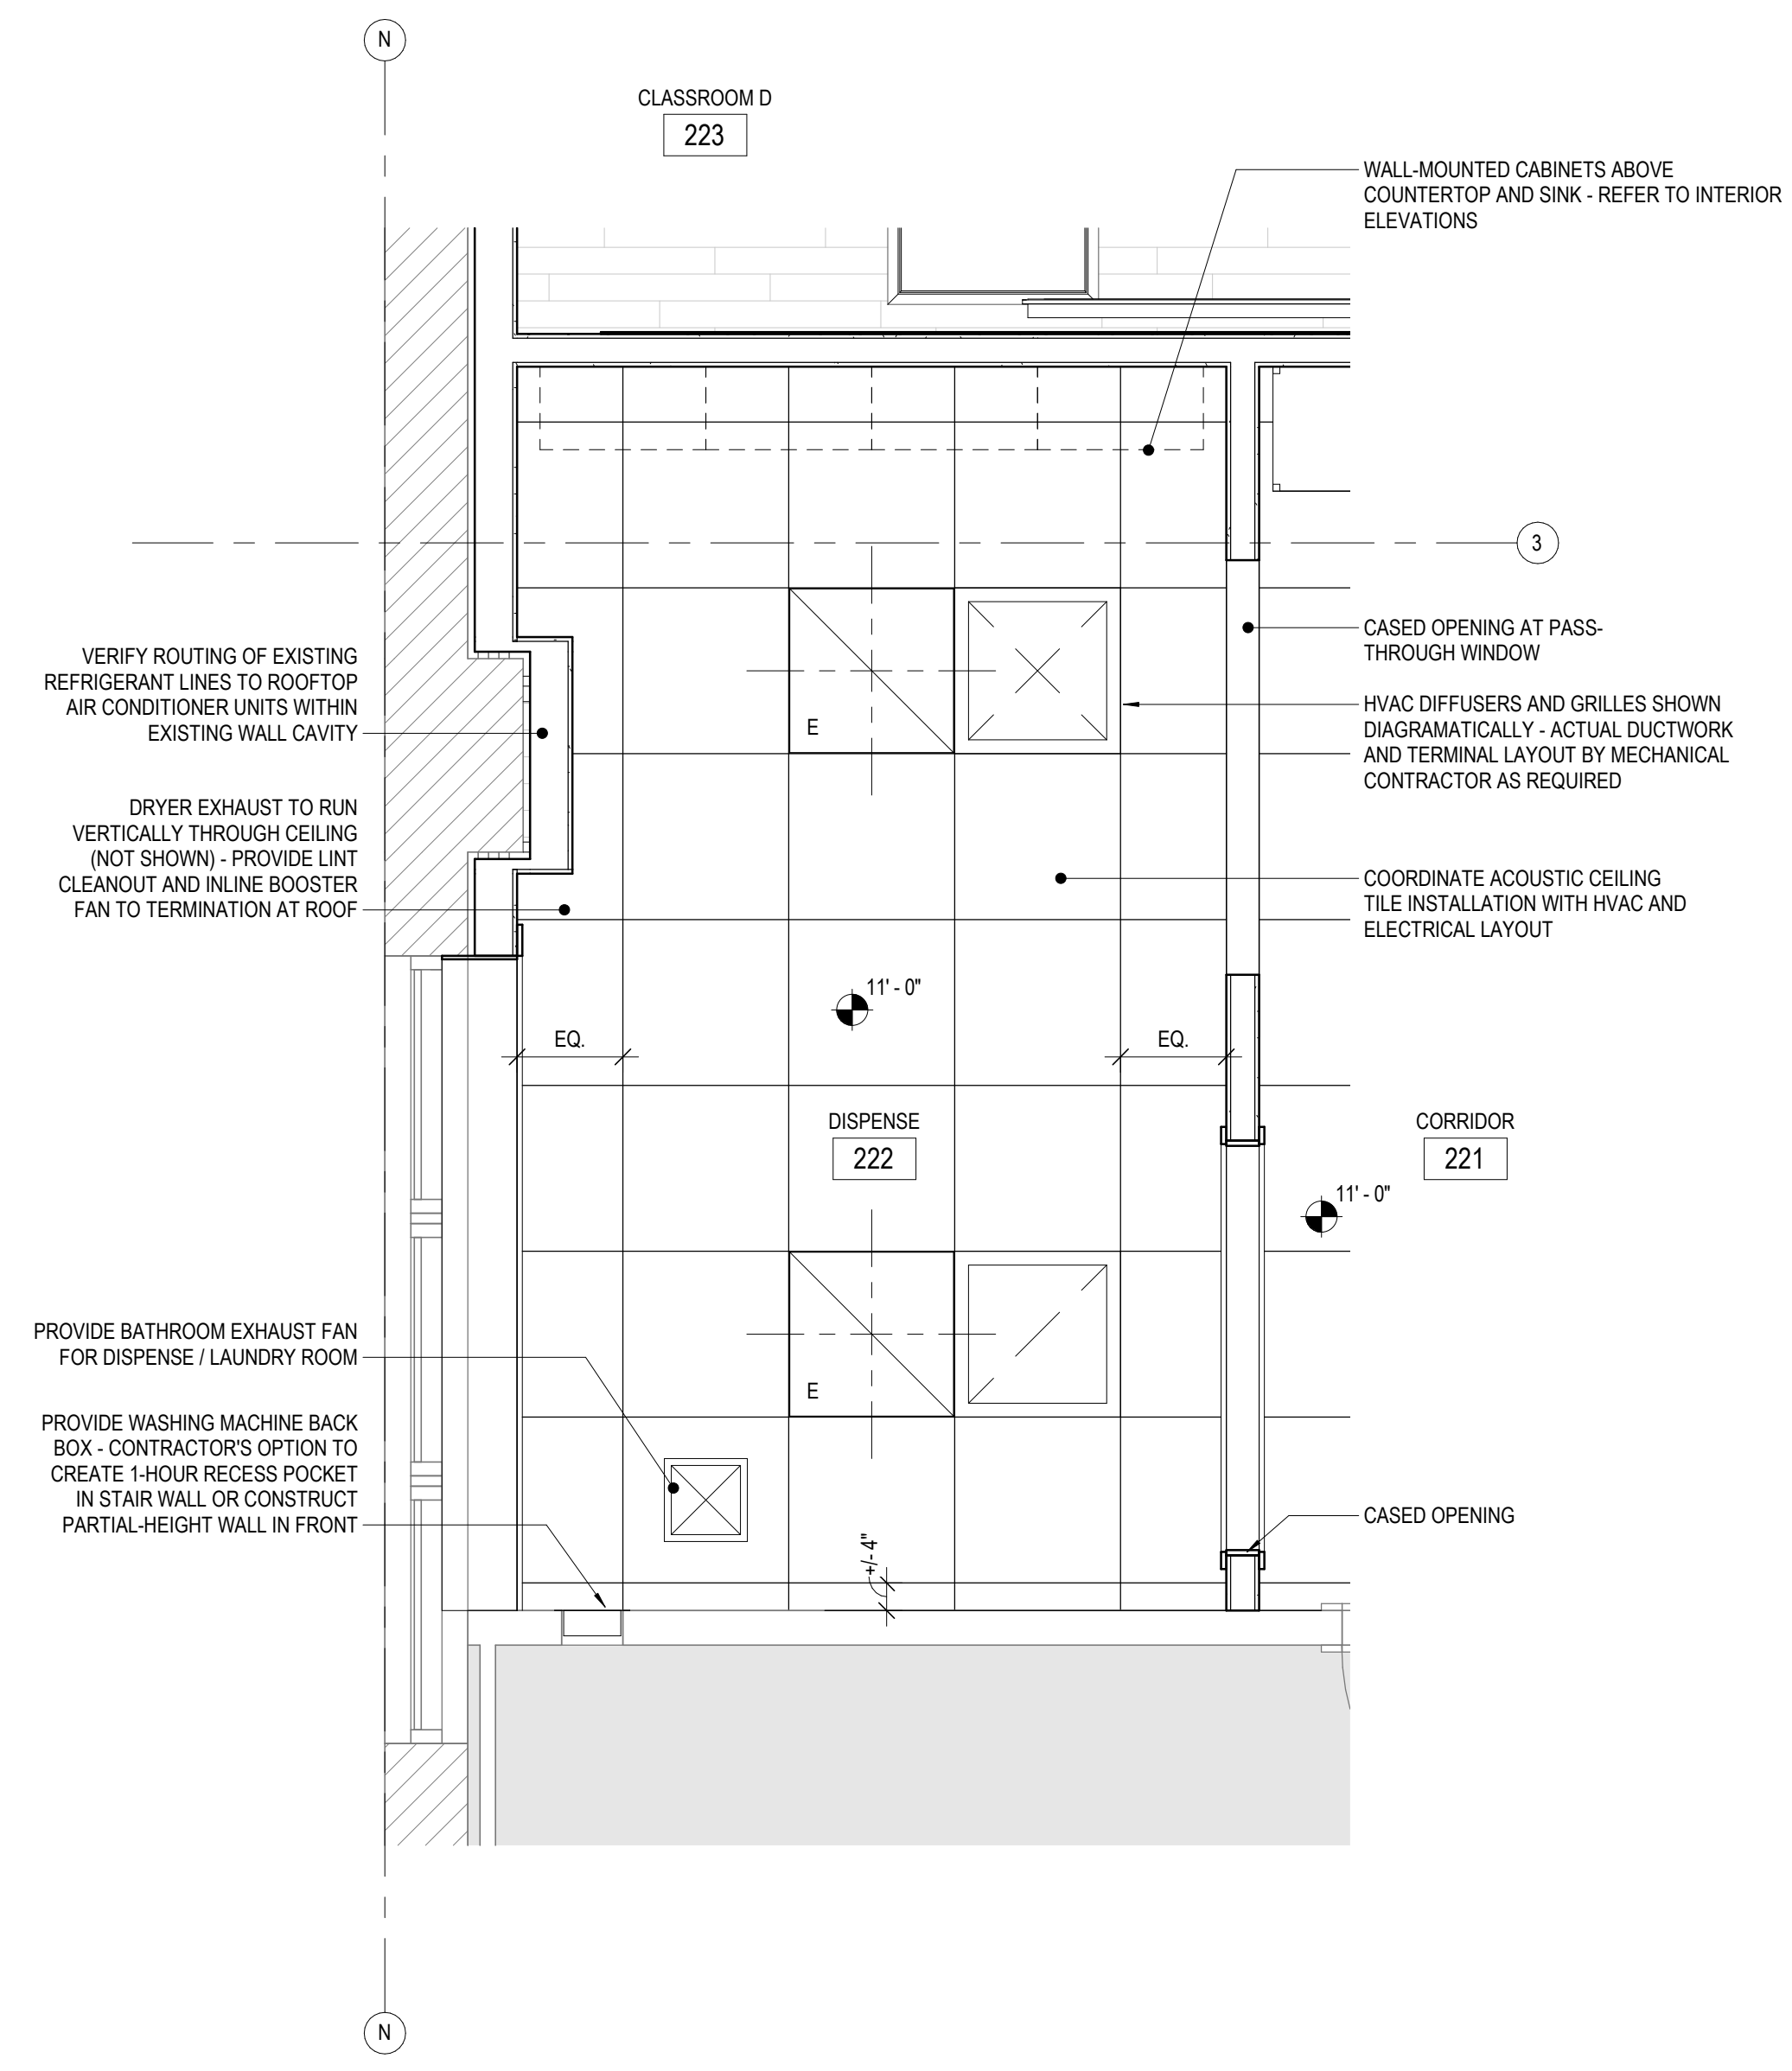 N
CLASSROOM D
223
WALL-MOUNTED CABINETS ABOVE
COUNTERTOP AND SINK - REFER TO INTERIOR
ELEVATIONS
3
CASED OPENING AT PASS-
THROUGH WINDOW
VERIFY ROUTING OF EXISTING
REFRIGERANT LINES TO ROOFTOP
AIR CONDITIONER UNITS WITHIN
EXISTING WALL CAVITY
HVAC DIFFUSERS AND GRILLES SHOWN
DIAGRAMATICALLY - ACTUAL DUCTWORK
AND TERMINAL LAYOUT BY MECHANICAL
CONTRACTOR AS REQUIRED
E
DRYER EXHAUST TO RUN
VERTICALLY THROUGH CEILING
(NOT SHOWN) - PROVIDE LINT
CLEANOUT AND INLINE BOOSTER
FAN TO TERMINATION AT ROOF
COORDINATE ACOUSTIC CEILING
TILE INSTALLATION WITH HVAC AND
ELECTRICAL LAYOUT
11' - 0"
EQ.
EQ.
DISPENSE
222
CORRIDOR
221
11' - 0"
PROVIDE BATHROOM EXHAUST FAN
FOR DISPENSE / LAUNDRY ROOM
E
PROVIDE WASHING MACHINE BACK
BOX - CONTRACTOR'S OPTION TO
CREATE 1-HOUR RECESS POCKET
IN STAIR WALL OR CONSTRUCT
PARTIAL-HEIGHT WALL IN FRONT
CASED OPENING
+/- 4"
N